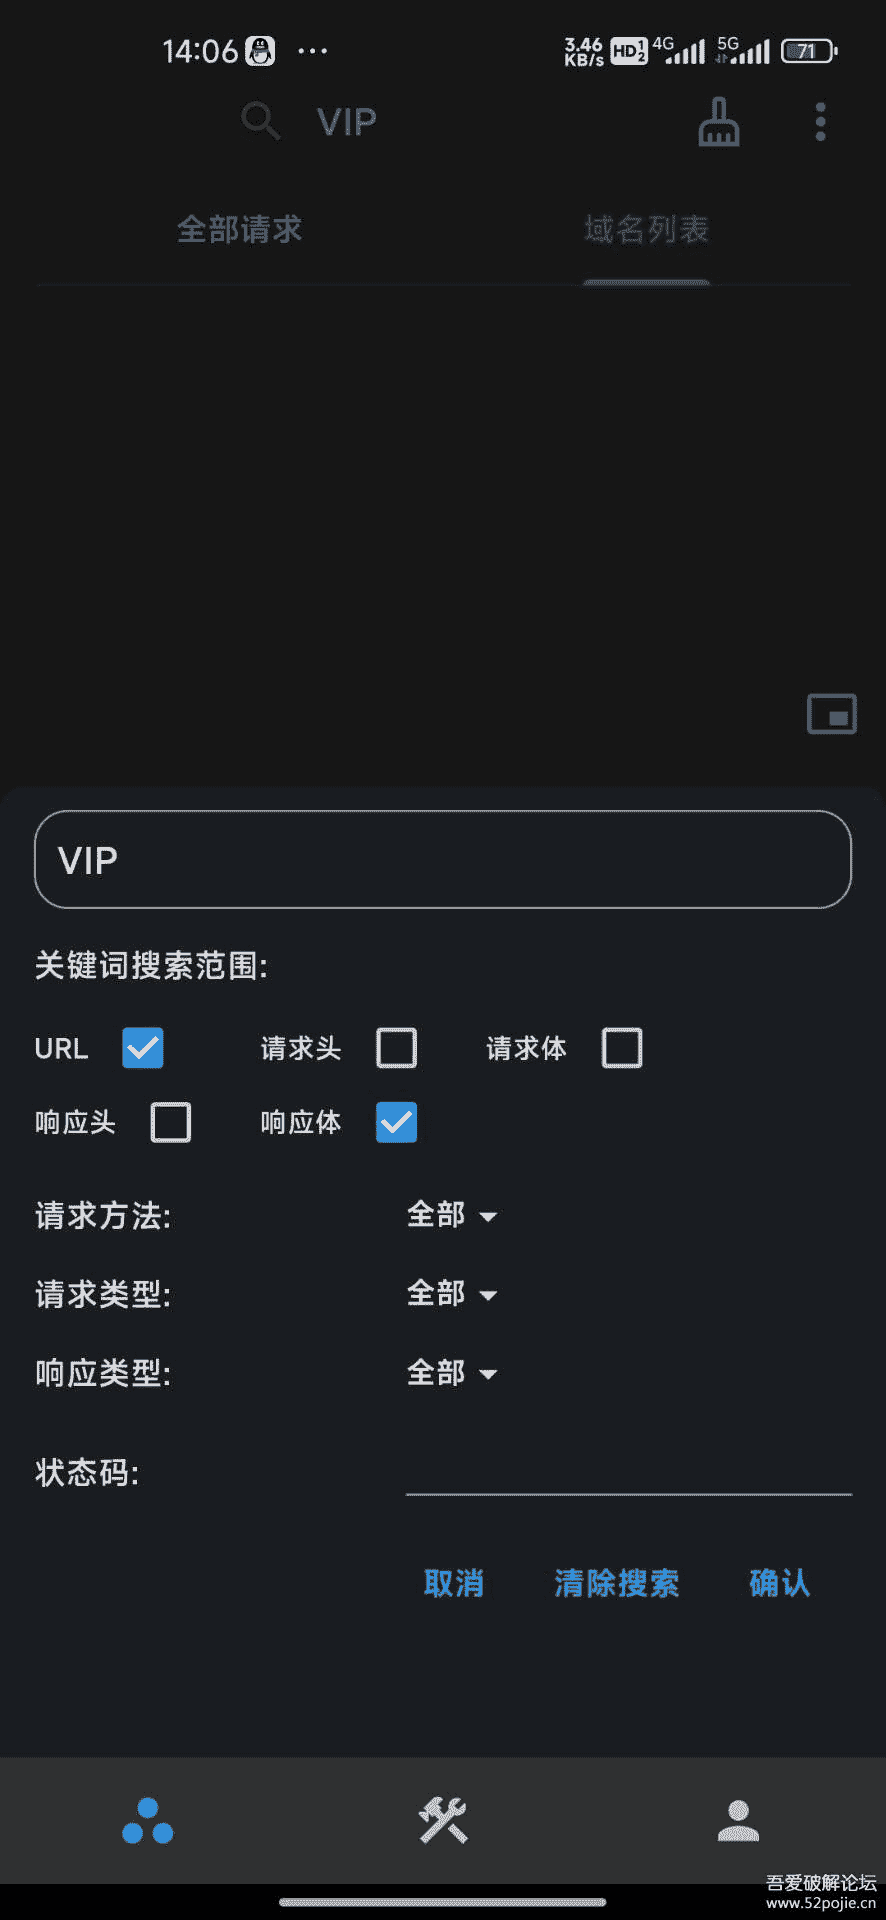 14:06 ··· 3.46 KB/s HD 1 2 4G 5G 71
VIP
全部请求 域名列表
VIP
关键词搜索范围:
URL 请求头 请求体
响应头 响应体
请求方法: 全部
请求类型: 全部
响应类型: 全部
状态码:
取消 清除搜索 确认
吾爱破解论坛
www.52pojie.cn